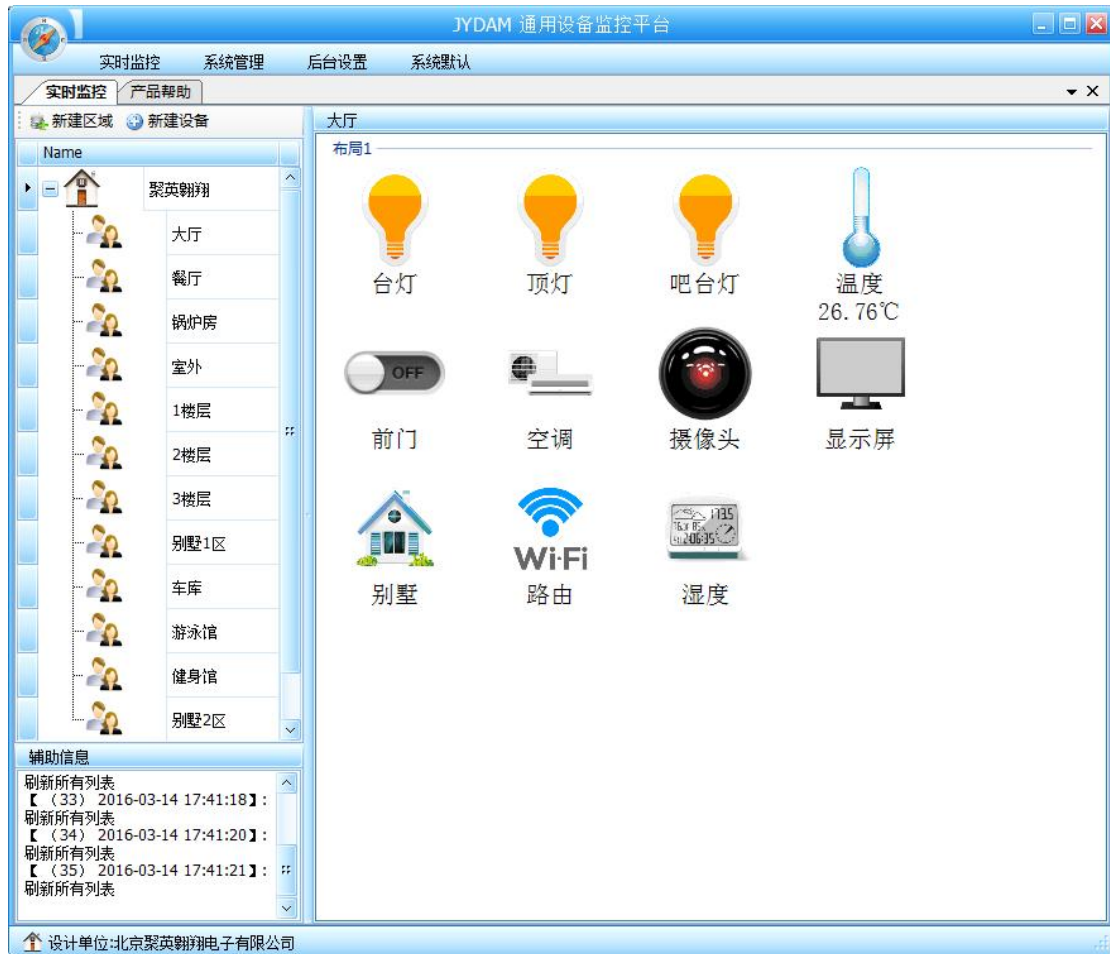 JYDAM 通用设备监控平台
实时监控 系统管理 后台设置 系统默认
实时监控 产品帮助
新建区域 新建设备
大厅
Name
布局1
聚英翱翔
大厅
餐厅
锅炉房
室外
1楼层
2楼层
3楼层
别墅1区
车库
游泳馆
健身馆
别墅2区
台灯 顶灯 吧台灯 温度
26.76℃
OFF
前门 空调 摄像头 显示屏
Wi-Fi
别墅 路由 湿度
辅助信息
刷新所有列表
【 （33） 2016-03-14 17:41:18】:
刷新所有列表
【 （34） 2016-03-14 17:41:20】:
刷新所有列表
【 （35） 2016-03-14 17:41:21】:
刷新所有列表
设计单位:北京聚英翱翔电子有限公司